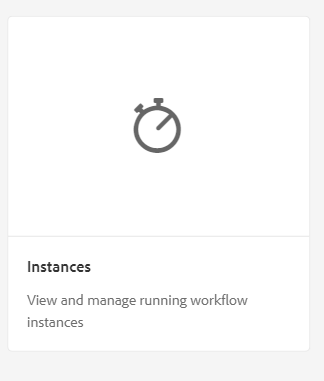 Instances
View and manage running workflow
instances